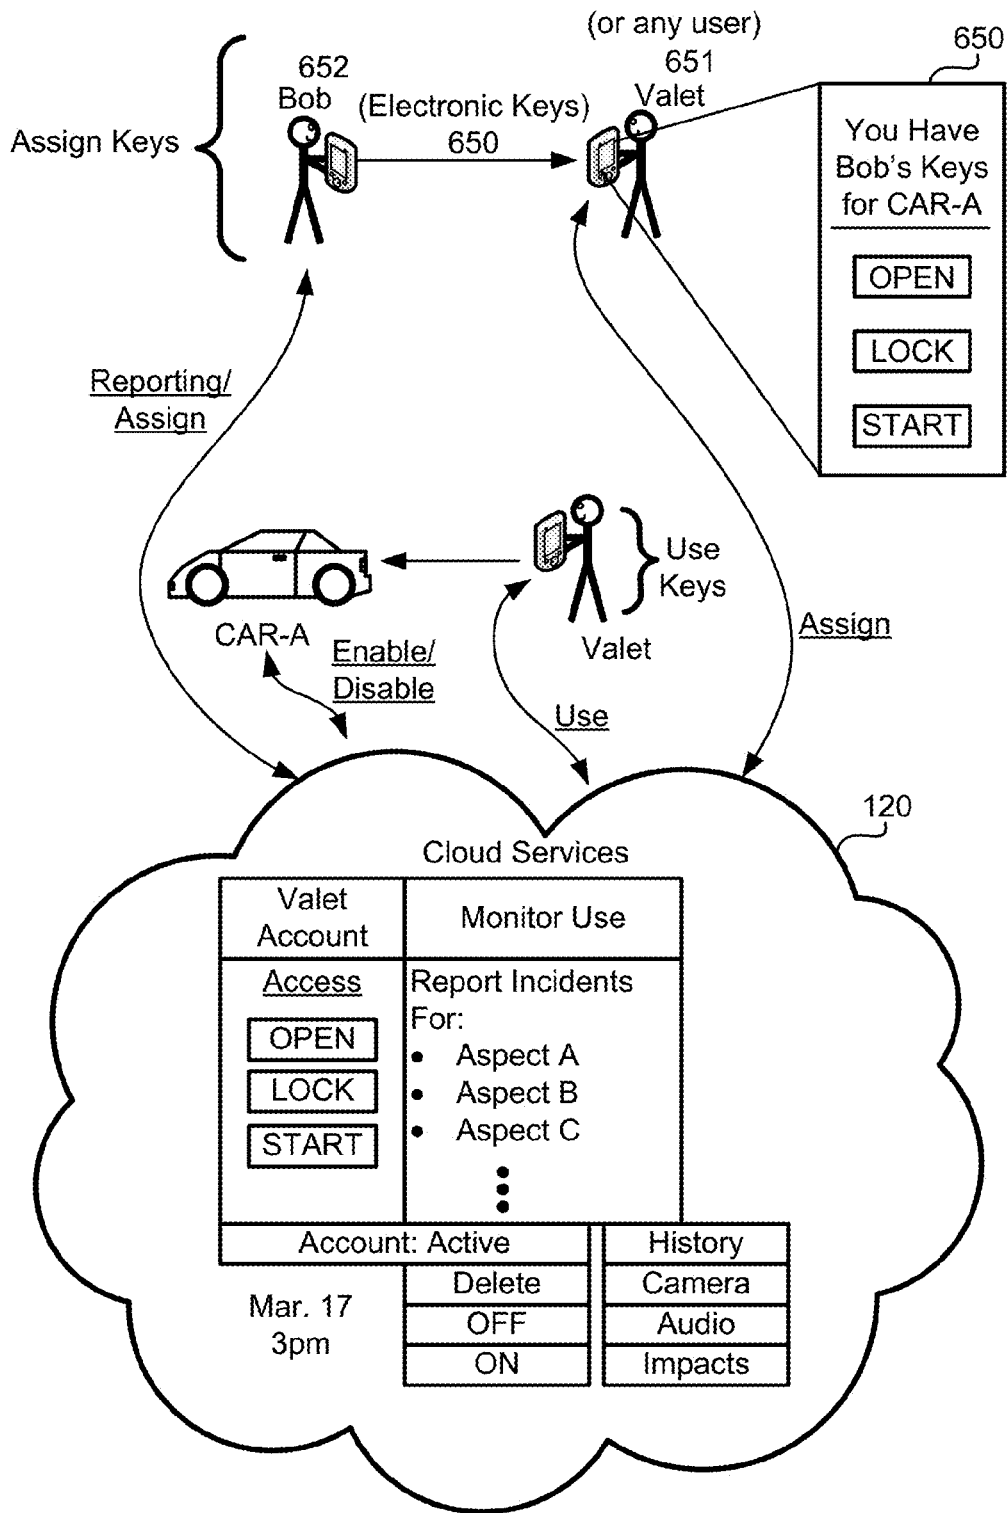 (or any user)
651
Valet
650
652
Bob
(Electronic Keys)
650
Assign Keys
You Have
Bob's Keys
for CAR-A
OPEN
LOCK
START
Reporting/
Assign
Use
Keys
Valet
CAR-A
Enable/
Disable
Assign
Use
120
Cloud Services
Valet
Account
Monitor Use
Access
OPEN
LOCK
START
Report Incidents
For:
• Aspect A
• Aspect B
• Aspect C
Account: Active
Delete
OFF
ON
History
Camera
Audio
Impacts
Mar. 17
3pm